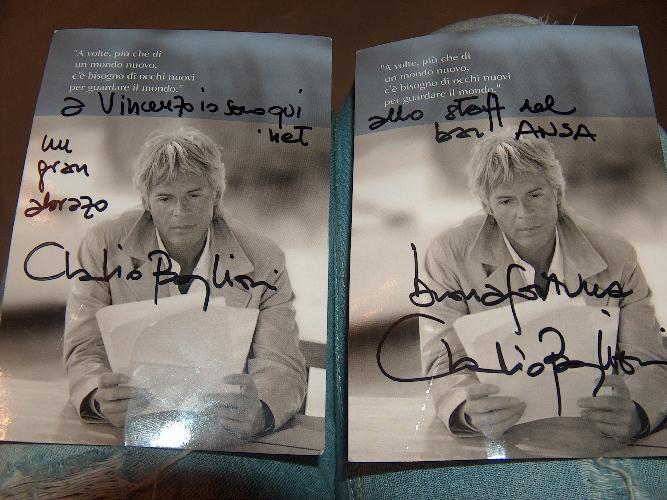 "A volte, più che di
un mondo nuovo,
c'è bisogno di occhi nuovi
per guardare il mondo."
a Vincenzo io sono qui
.net
un
gran
abrazo
Claudio Baglioni
"A volte, più che di
un mondo nuovo,
c'è bisogno di occhi nuovi
per guardare il mondo."
allo staff del
bar ANSA
buona fortuna
Claudio Baglioni